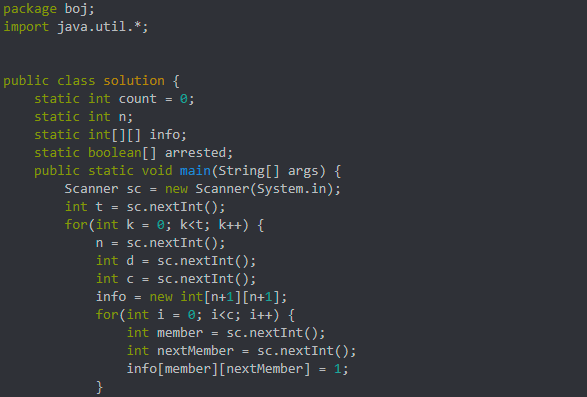 package boj;
import java.util.*;


public class solution {
    static int count = 0;
    static int n;
    static int[][] info;
    static boolean[] arrested;
    public static void main(String[] args) {
        Scanner sc = new Scanner(System.in);
        int t = sc.nextInt();
        for(int k = 0; k<t; k++) {
            n = sc.nextInt();
            int d = sc.nextInt();
            int c = sc.nextInt();
            info = new int[n+1][n+1];
            for(int i = 0; i<c; i++) {
                int member = sc.nextInt();
                int nextMember = sc.nextInt();
                info[member][nextMember] = 1;
            }